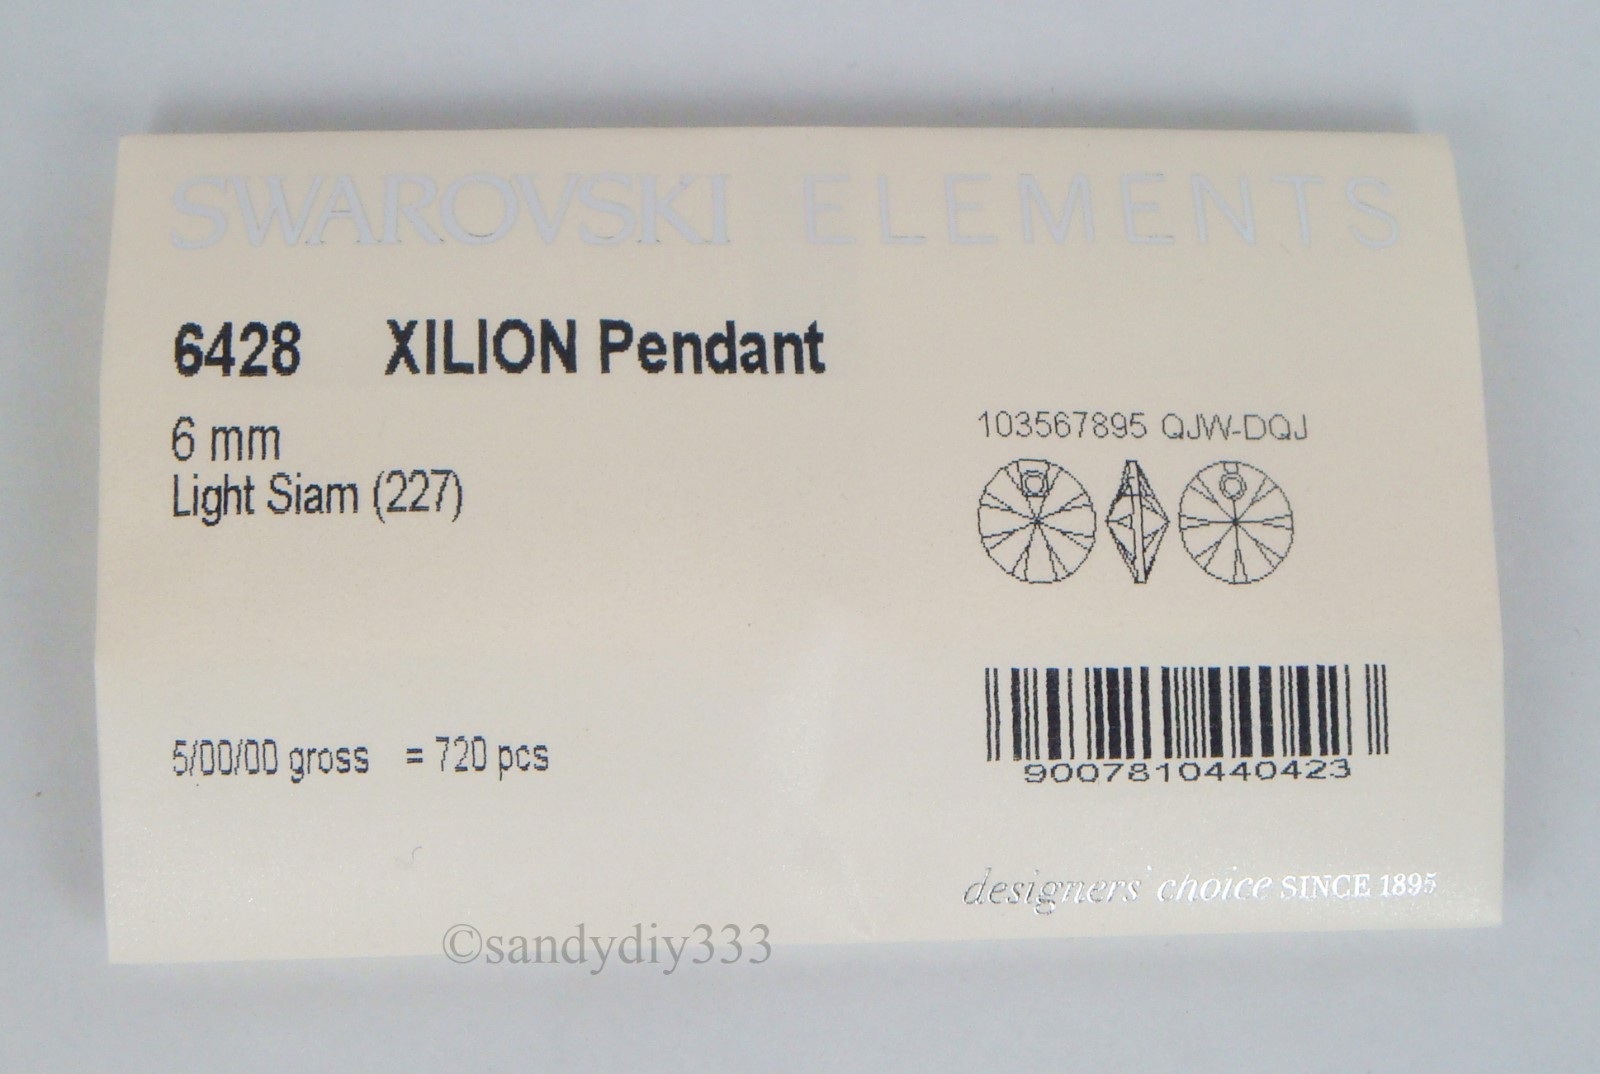 SWAROVSKI ELEMENTS
6428 XILION Pendant
6 mm
Light Siam (227)
103567895 QJW-DQJ
5/00/00 gross = 720 pcs
9007810440423
designers' choice SINCE 1895
©sandydiy333